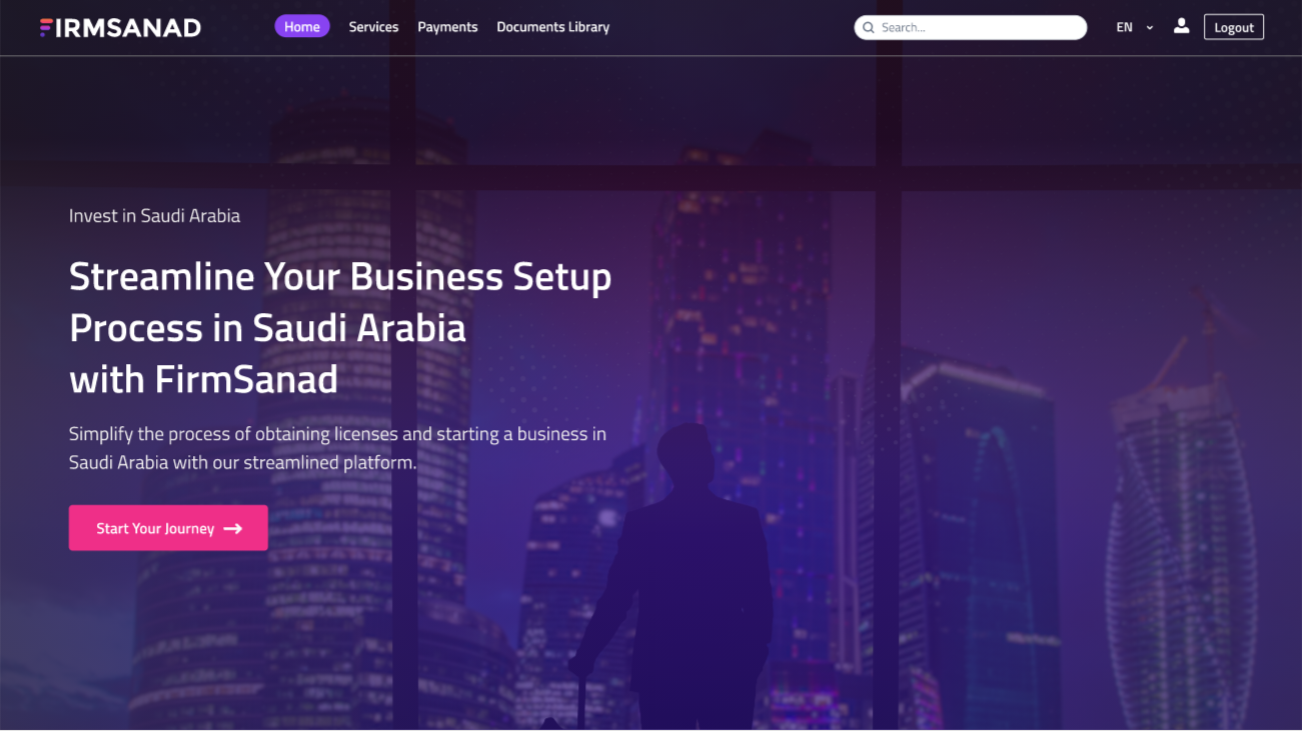 FIRMSANAD
Home
Services
Payments
Documents Library
Search...
EN
Logout
Invest in Saudi Arabia
Streamline Your Business Setup
Process in Saudi Arabia
with FirmSanad
Simplify the process of obtaining licenses and starting a business in
Saudi Arabia with our streamlined platform.
Start Your Journey →